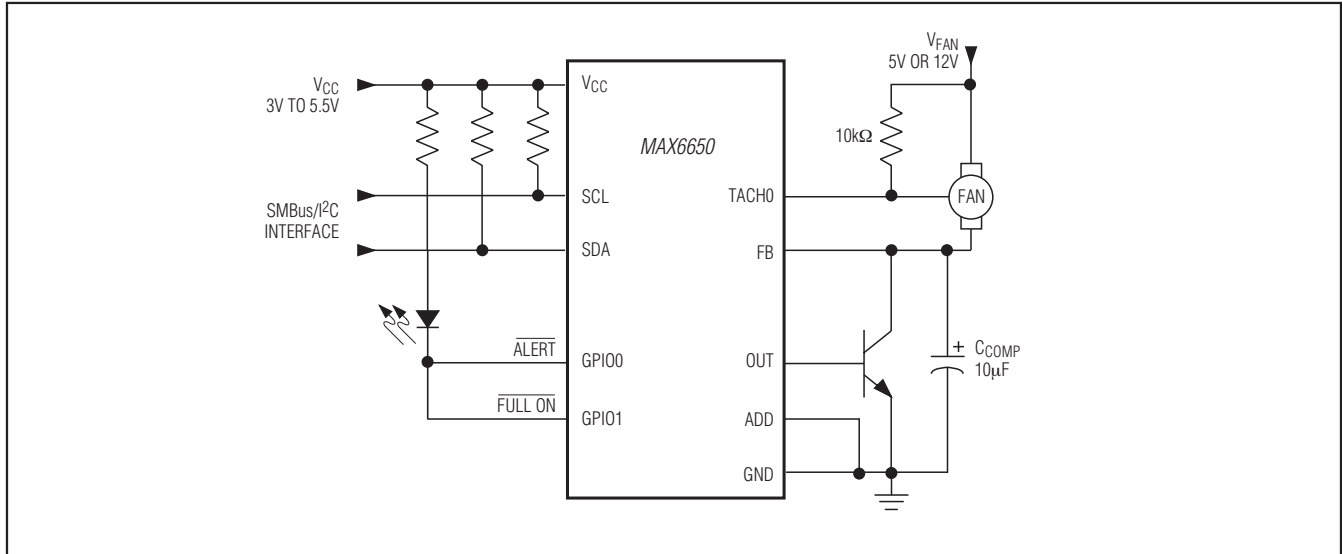 V_FAN
5V OR 12V
V_CC
3V TO 5.5V
V_CC
10kΩ
MAX6650
SCL
TACH0
FAN
SMBus/I²C
INTERFACE
SDA
FB
ALERT
GPIO0
OUT
+
C_COMP
10µF
FULL ON
GPIO1
ADD
GND